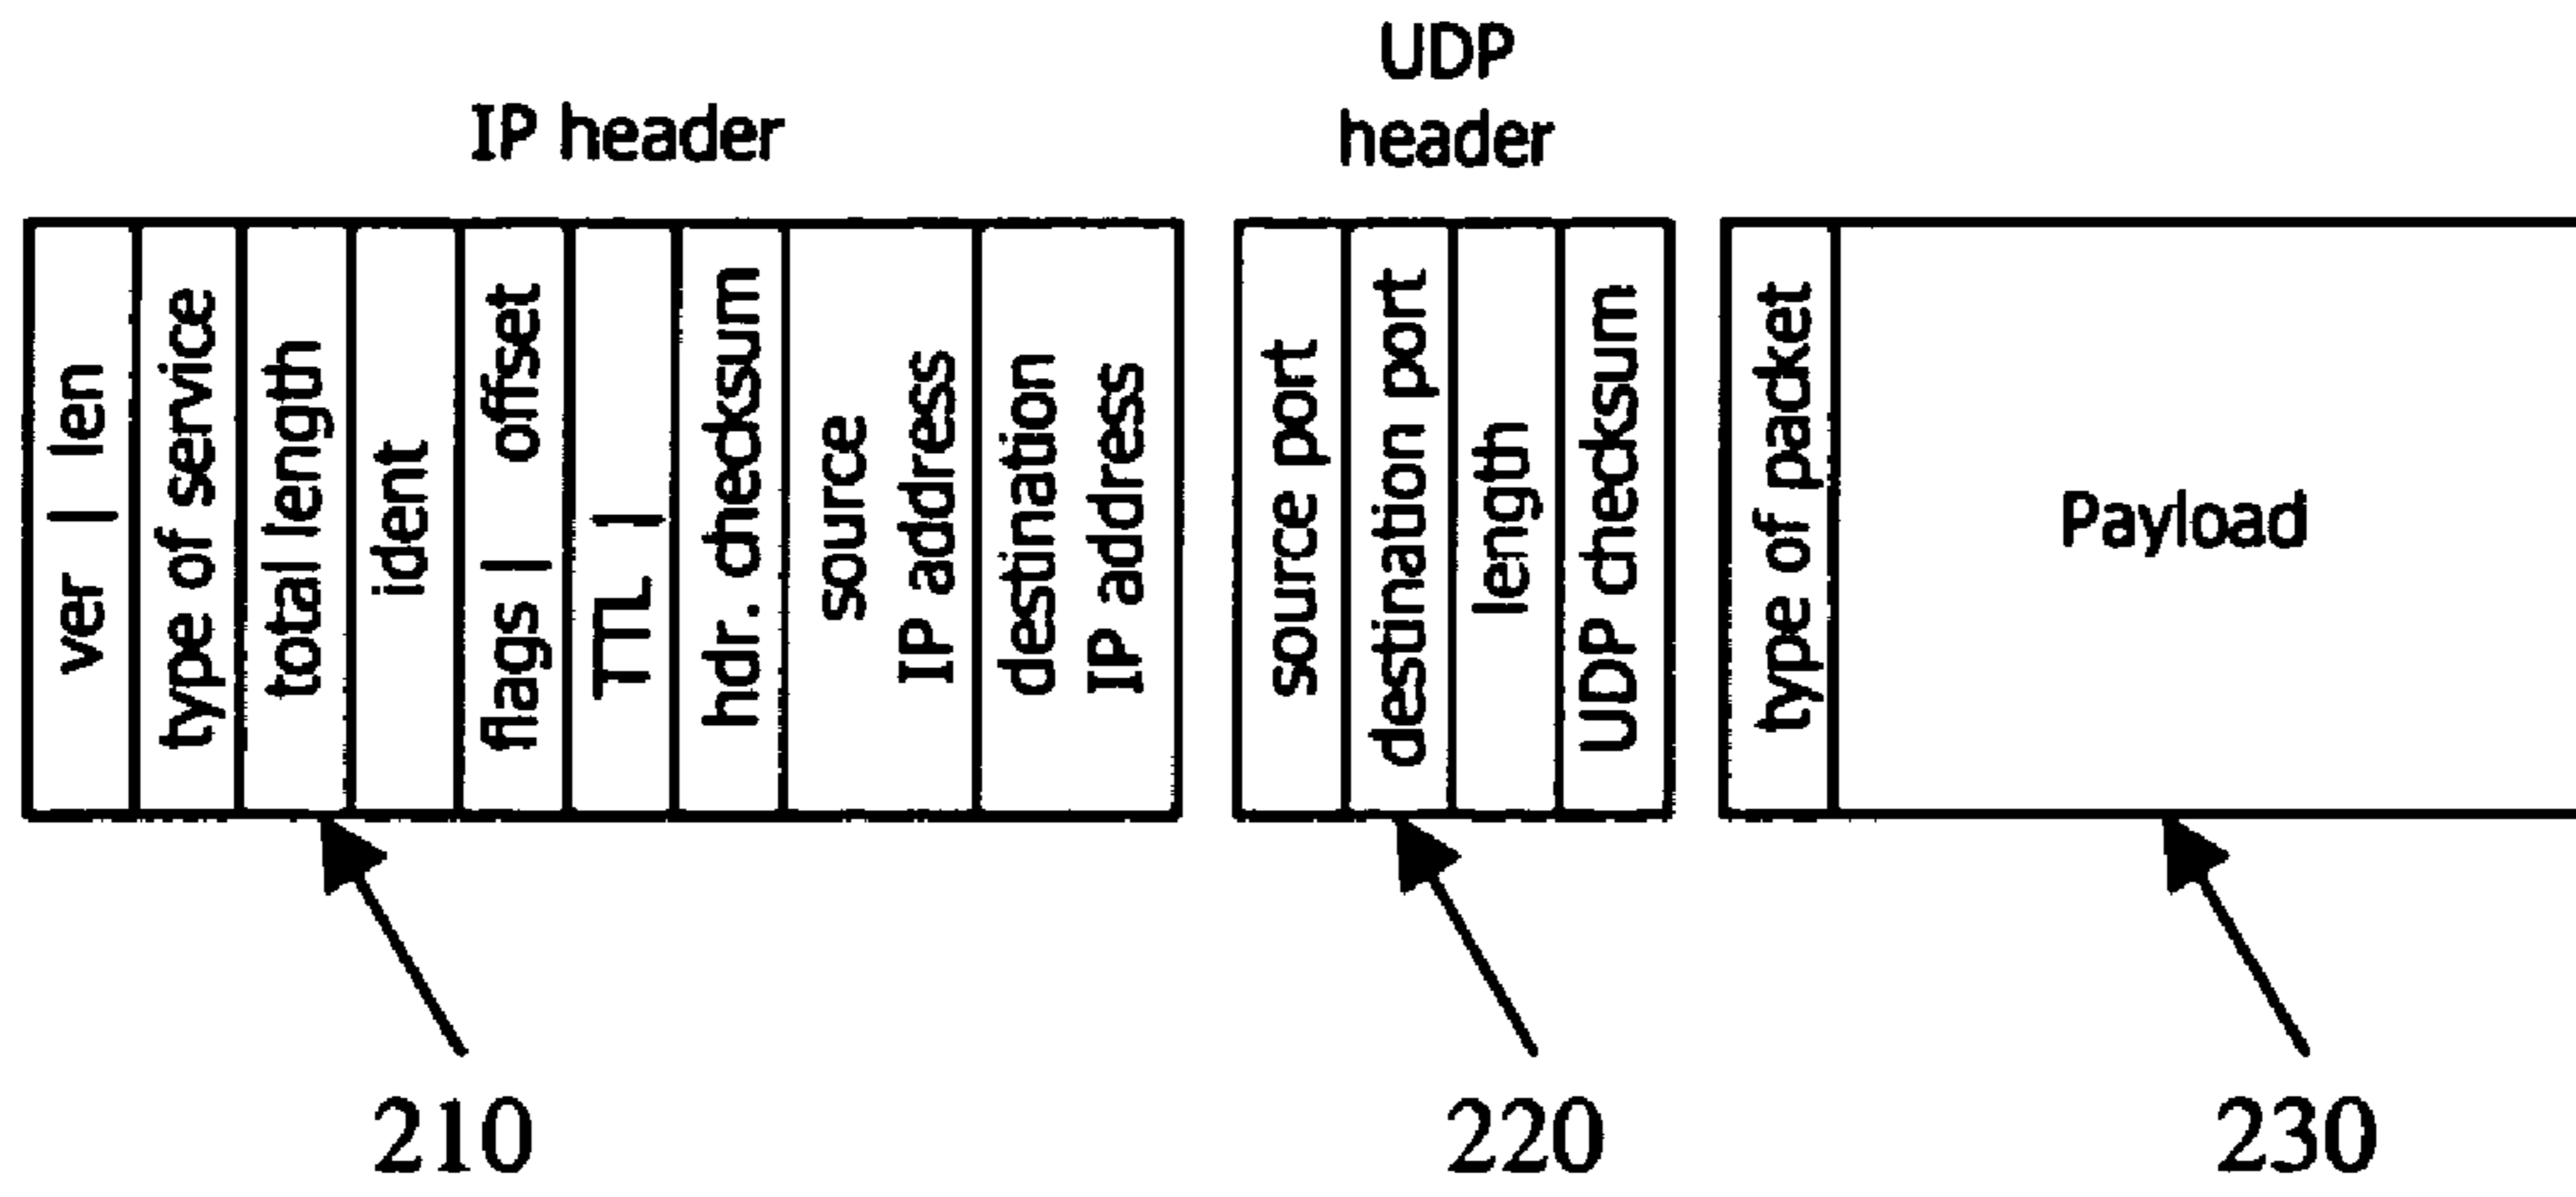 UDP
header
IP header
ver | len
type of service
total length
ident
flags | offset
TTL |
hdr. checksum
source
IP address
destination
IP address
source port
destination port
length
UDP checksum
type of packet
Payload
210
220
230